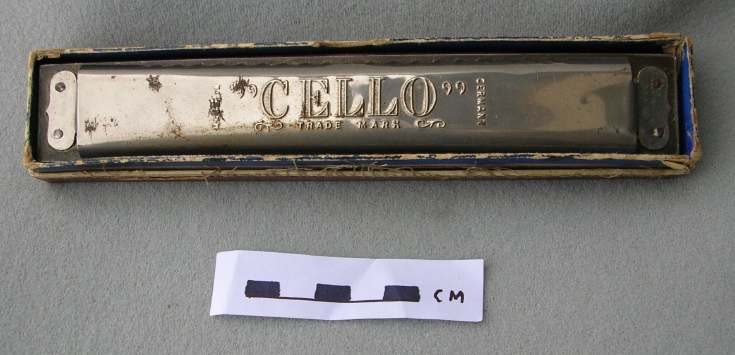 "CELLO"
TRADE MARK
GERMANY
CM